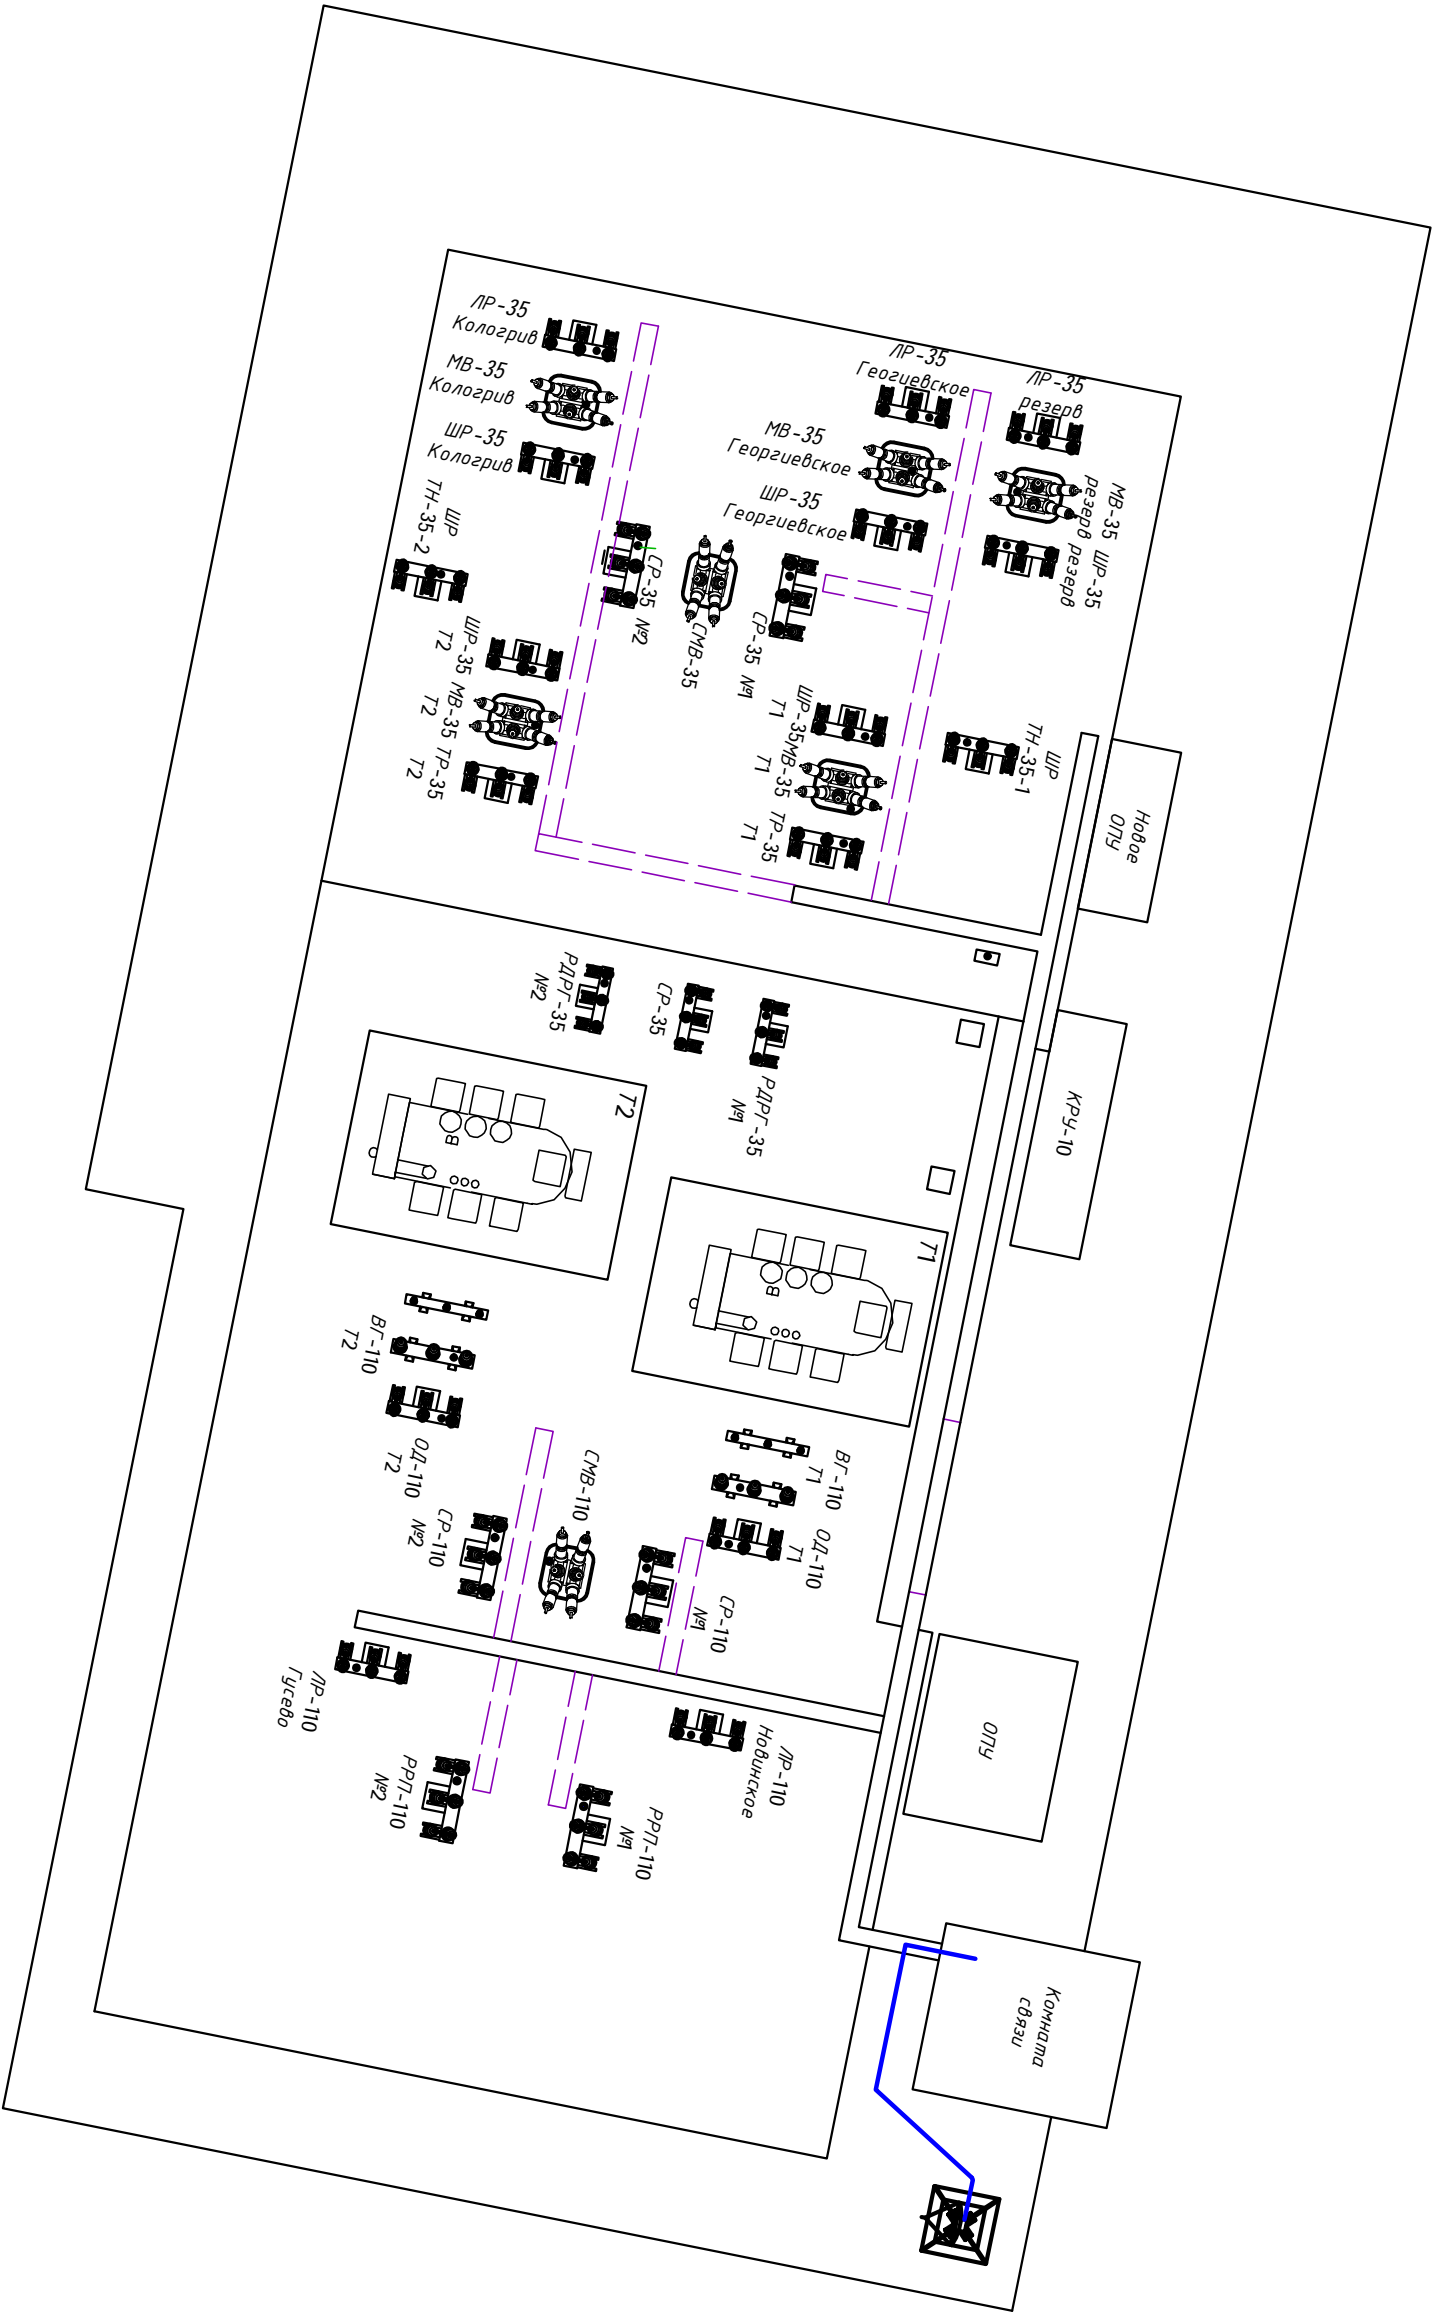 ЛР-35
Кологрив
МВ-35
Кологрив
ШР-35
Кологрив
ШР
ТН-35-2
ШР-35
Т2
МВ-35
Т2
ТР-35
Т2
СР-35 №2
СМВ-35
СР-35 №1
ЛР-35
Геогиевское
МВ-35
Георгиевское
ШР-35
Георгиевское
ЛР-35
резерв
МВ-35
резерв
ШР-35
резерв
ШР-35
Т1
МВ-35
Т1
ТР-35
Т1
ШР
ТН-35-1
Новое
ОПУ
КРУ-10
РДРГ-35
№2
СР-35
РДРГ-35
№1
Т2
В
Т1
В
ВГ-110
Т2
ОД-110
Т2
СР-110
№2
СМВ-110
ВГ-110
Т1
ОД-110
Т1
СР-110
№1
ЛР-110
Гусево
РРП-110
№2
ЛР-110
Новинское
РРП-110
№1
ОПУ
Комната
связи